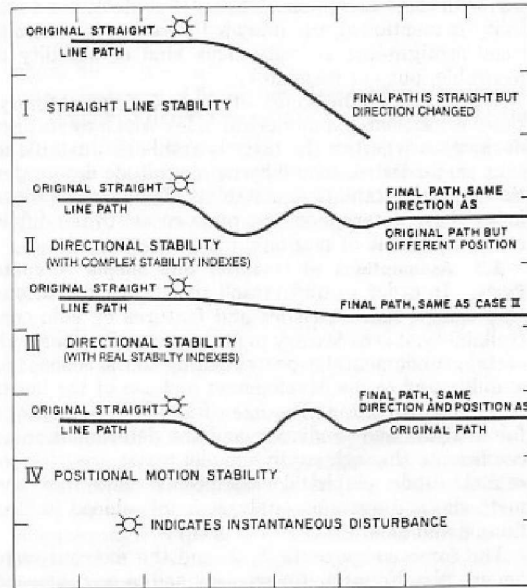 ORIGINAL STRAIGHT
LINE PATH
I STRAIGHT LINE STABILITY
FINAL PATH IS STRAIGHT BUT
DIRECTION CHANGED
ORIGINAL STRAIGHT
LINE PATH
FINAL PATH, SAME
DIRECTION AS
ORIGINAL PATH BUT
DIFFERENT POSITION
II DIRECTIONAL STABILITY
(WITH COMPLEX STABILITY INDEXES)
ORIGINAL STRAIGHT
LINE PATH
FINAL PATH, SAME AS CASE II
III DIRECTIONAL STABILITY
(WITH REAL STABILTY INDEXES)
ORIGINAL STRAIGHT
LINE PATH
FINAL PATH, SAME
DIRECTION AND POSITION AS
ORIGINAL PATH
IV POSITIONAL MOTION STABILITY
INDICATES INSTANTANEOUS DISTURBANCE